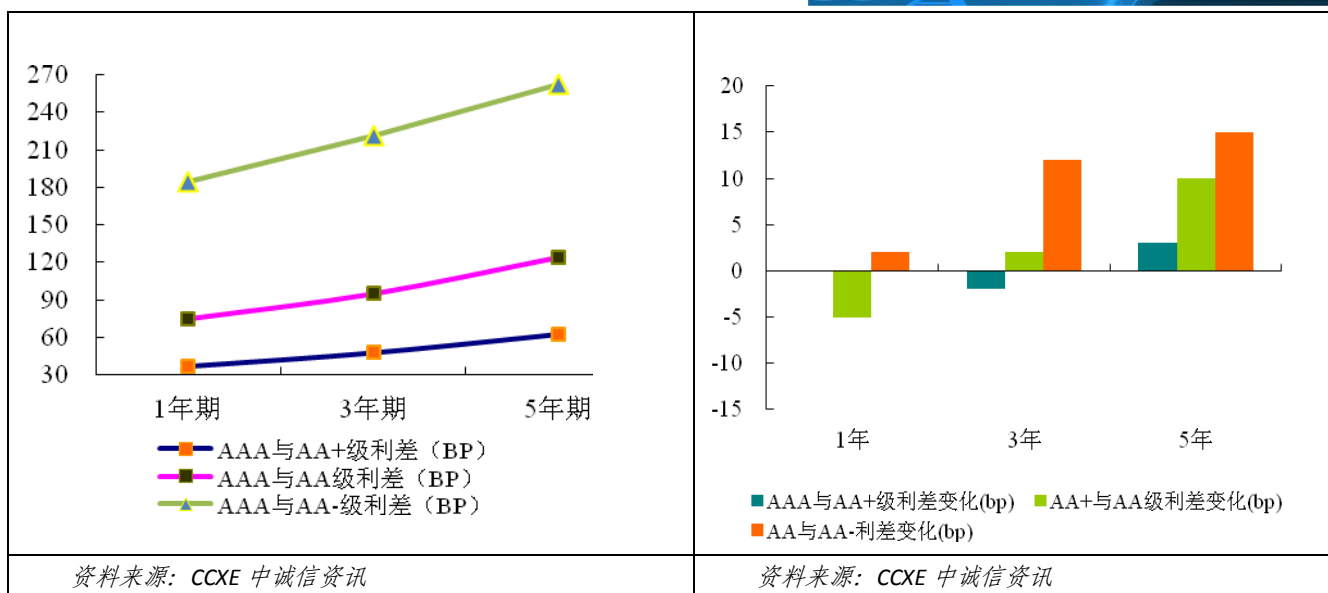 270
240
210
180
150
120
90
60
30
1年期
3年期
5年期
AAA与AA+级利差（BP）
AAA与AA级利差（BP）
AAA与AA-级利差（BP）
资料来源：CCXE 中诚信资讯
20
15
10
5
0
-5
-10
-15
1年
3年
5年
AAA与AA+级利差变化(bp)
AA+与AA级利差变化(bp)
AA与AA-利差变化(bp)
资料来源：CCXE 中诚信资讯